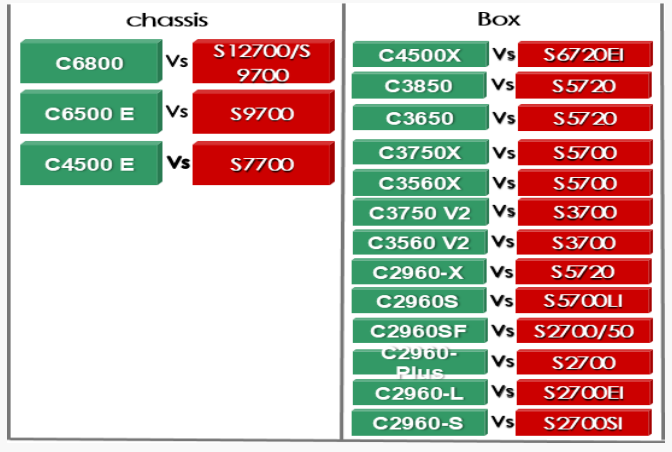 chassis
C6800 Vs S12700/S
9700
C6500 E Vs S9700
C4500 E Vs S7700
Box
C4500X Vs S6720EI
C3850 Vs S5720
C3650 Vs S5720
C3750X Vs S5700
C3560X Vs S5700
C3750 V2 Vs S3700
C3560 V2 Vs S3700
C2960-X Vs S5720
C2960S Vs S5700LI
C2960SF Vs S2700/50
C2960-
Plus Vs S2700
C2960-L Vs S2700EI
C2960-S Vs S2700SI